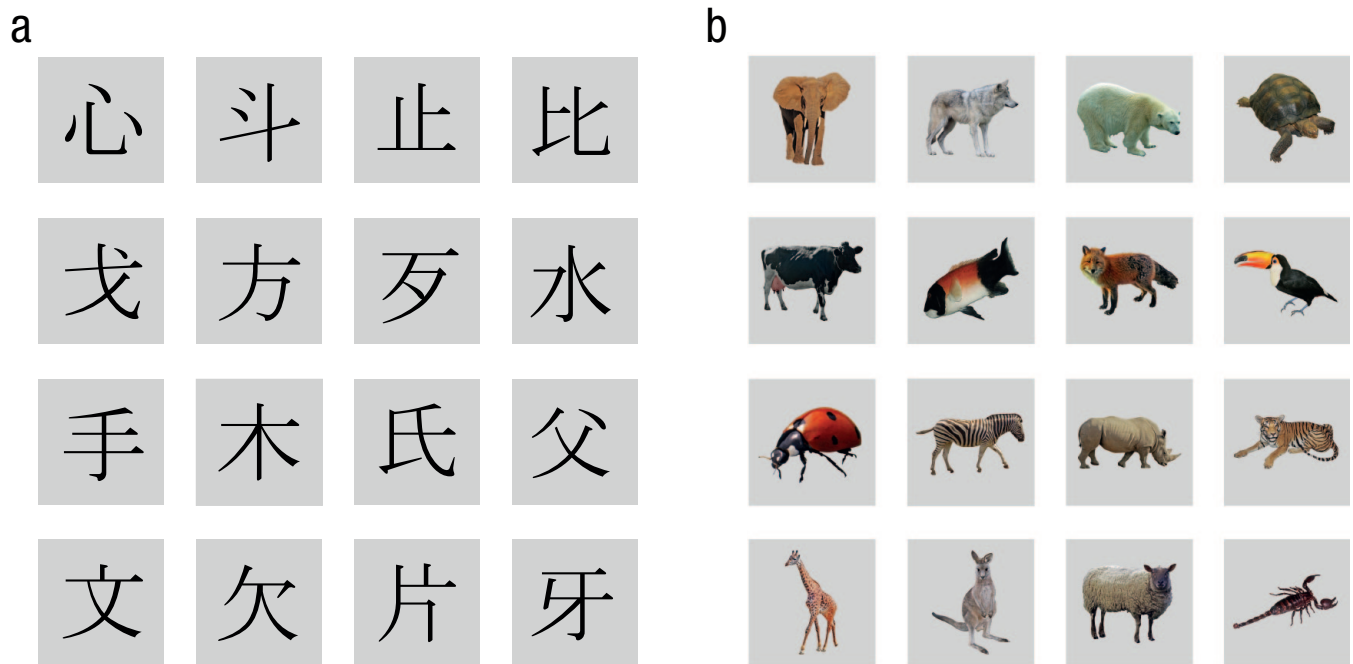 a
b
心 斗 止 比
戈 方 歹 水
手 木 氏 父
文 欠 片 牙